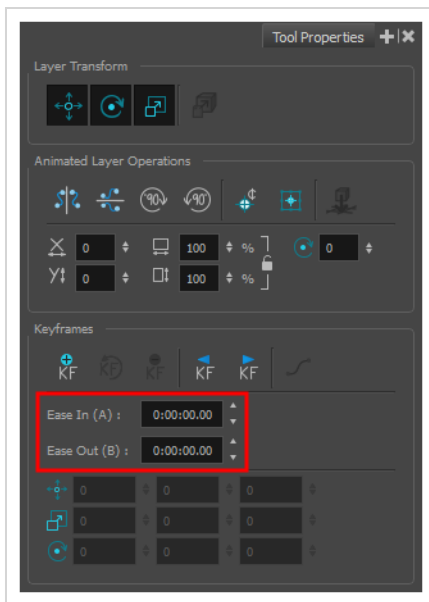 Tool Properties
Layer Transform
Animated Layer Operations
90 90 ¢
X 0 100 % 0
Y 0 100 %
Keyframes
KF KF KF KF KF
Ease In (A) : 0:00:00.00
Ease Out (B) : 0:00:00.00
0 0 0
0 0 0
0 0 0